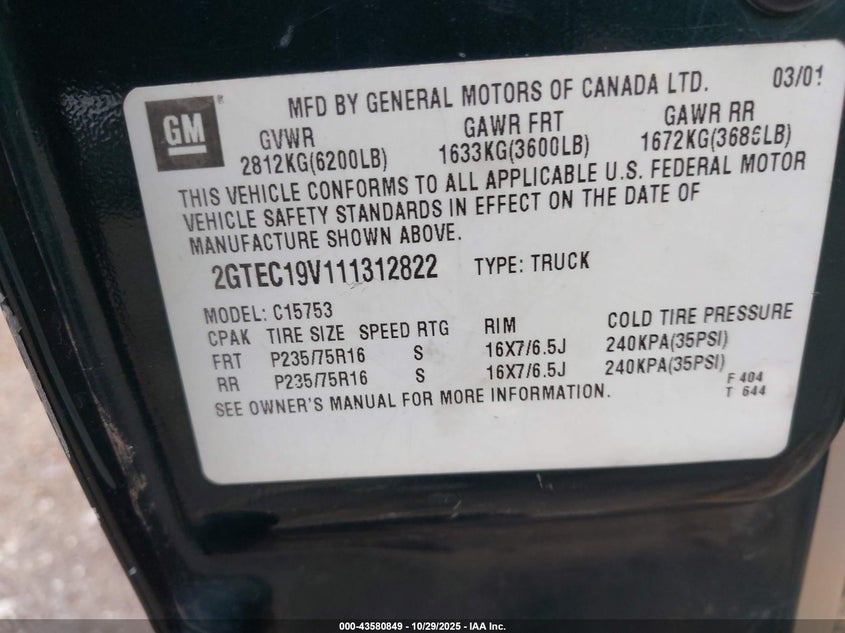 GM
MFD BY GENERAL MOTORS OF CANADA LTD. 03/01
GVWR GAWR FRT GAWR RR
2812KG(6200LB) 1633KG(3600LB) 1672KG(3686LB)
THIS VEHICLE CONFORMS TO ALL APPLICABLE U.S. FEDERAL MOTOR
VEHICLE SAFETY STANDARDS IN EFFECT ON THE DATE OF
MANUFACTURE SHOWN ABOVE.
2GTEC19V111312822 TYPE: TRUCK
MODEL: C15753
CPAK TIRE SIZE SPEED RTG RIM COLD TIRE PRESSURE
FRT P235/75R16 S 16X7/6.5J 240KPA(35PSI)
RR P235/75R16 S 16X7/6.5J 240KPA(35PSI)
SEE OWNER'S MANUAL FOR MORE INFORMATION.
F 404
T 644
000-43580849 - 10/29/2025 - IAA Inc.